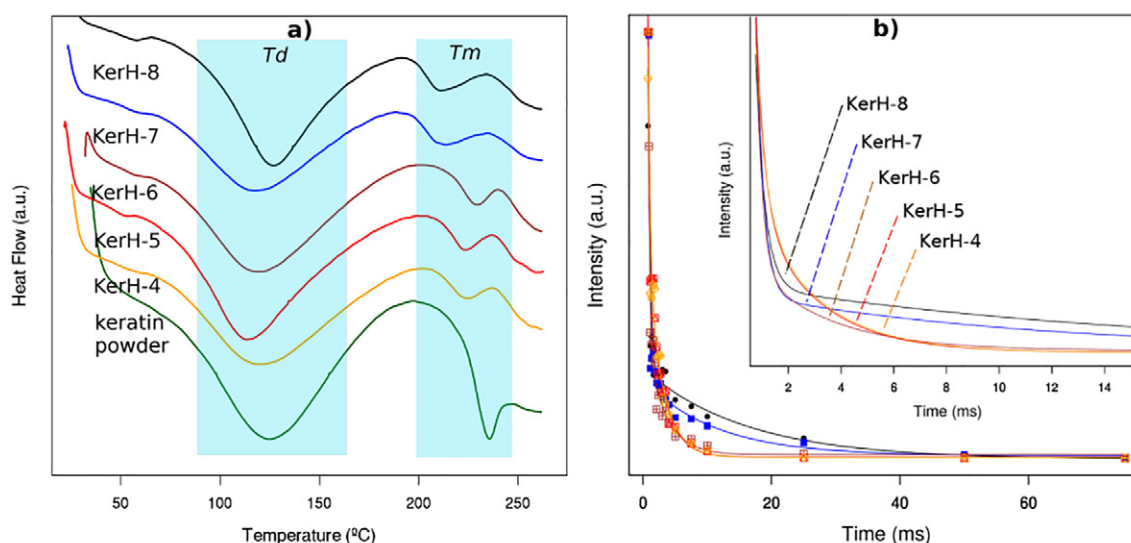 a)
Td
Tm
KerH-8
KerH-7
KerH-6
KerH-5
KerH-4
keratin
powder
Heat Flow (a.u.)
50
100
150
200
250
Temperature (ºC)
b)
KerH-8
KerH-7
KerH-6
KerH-5
KerH-4
Intensity (a.u.)
2
4
6
8
10
12
14
Time (ms)
Intensity (a.u.)
0
20
40
60
Time (ms)